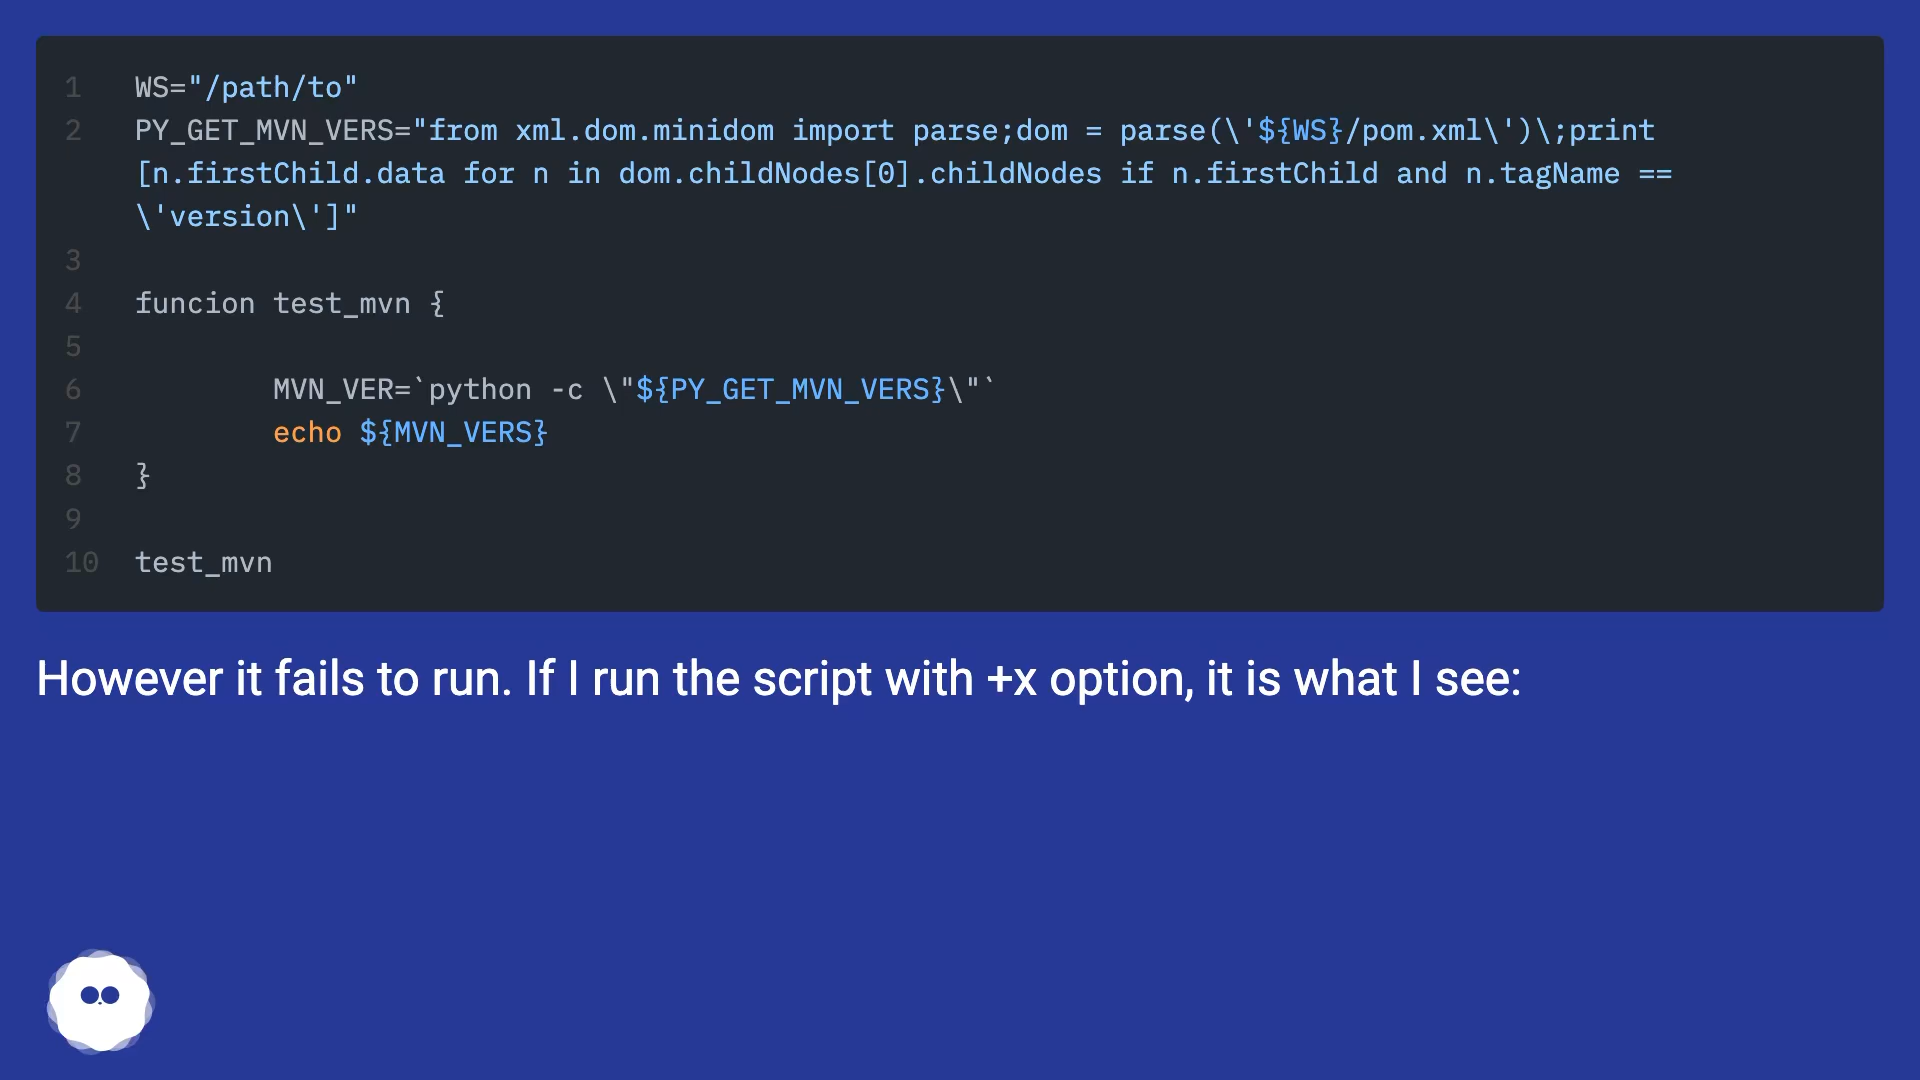 1 WS="/path/to"
2 PY_GET_MVN_VERS="from xml.dom.minidom import parse;dom = parse(\'${WS}/pom.xml\')\;print
[n.firstChild.data for n in dom.childNodes[0].childNodes if n.firstChild and n.tagName ==
\'version\']"
3
4 funcion test_mvn {
5
6 MVN_VER=`python -c \"${PY_GET_MVN_VERS}\"`
7 echo ${MVN_VERS}
8 }
9
10 test_mvn
However it fails to run. If I run the script with +x option, it is what I see: